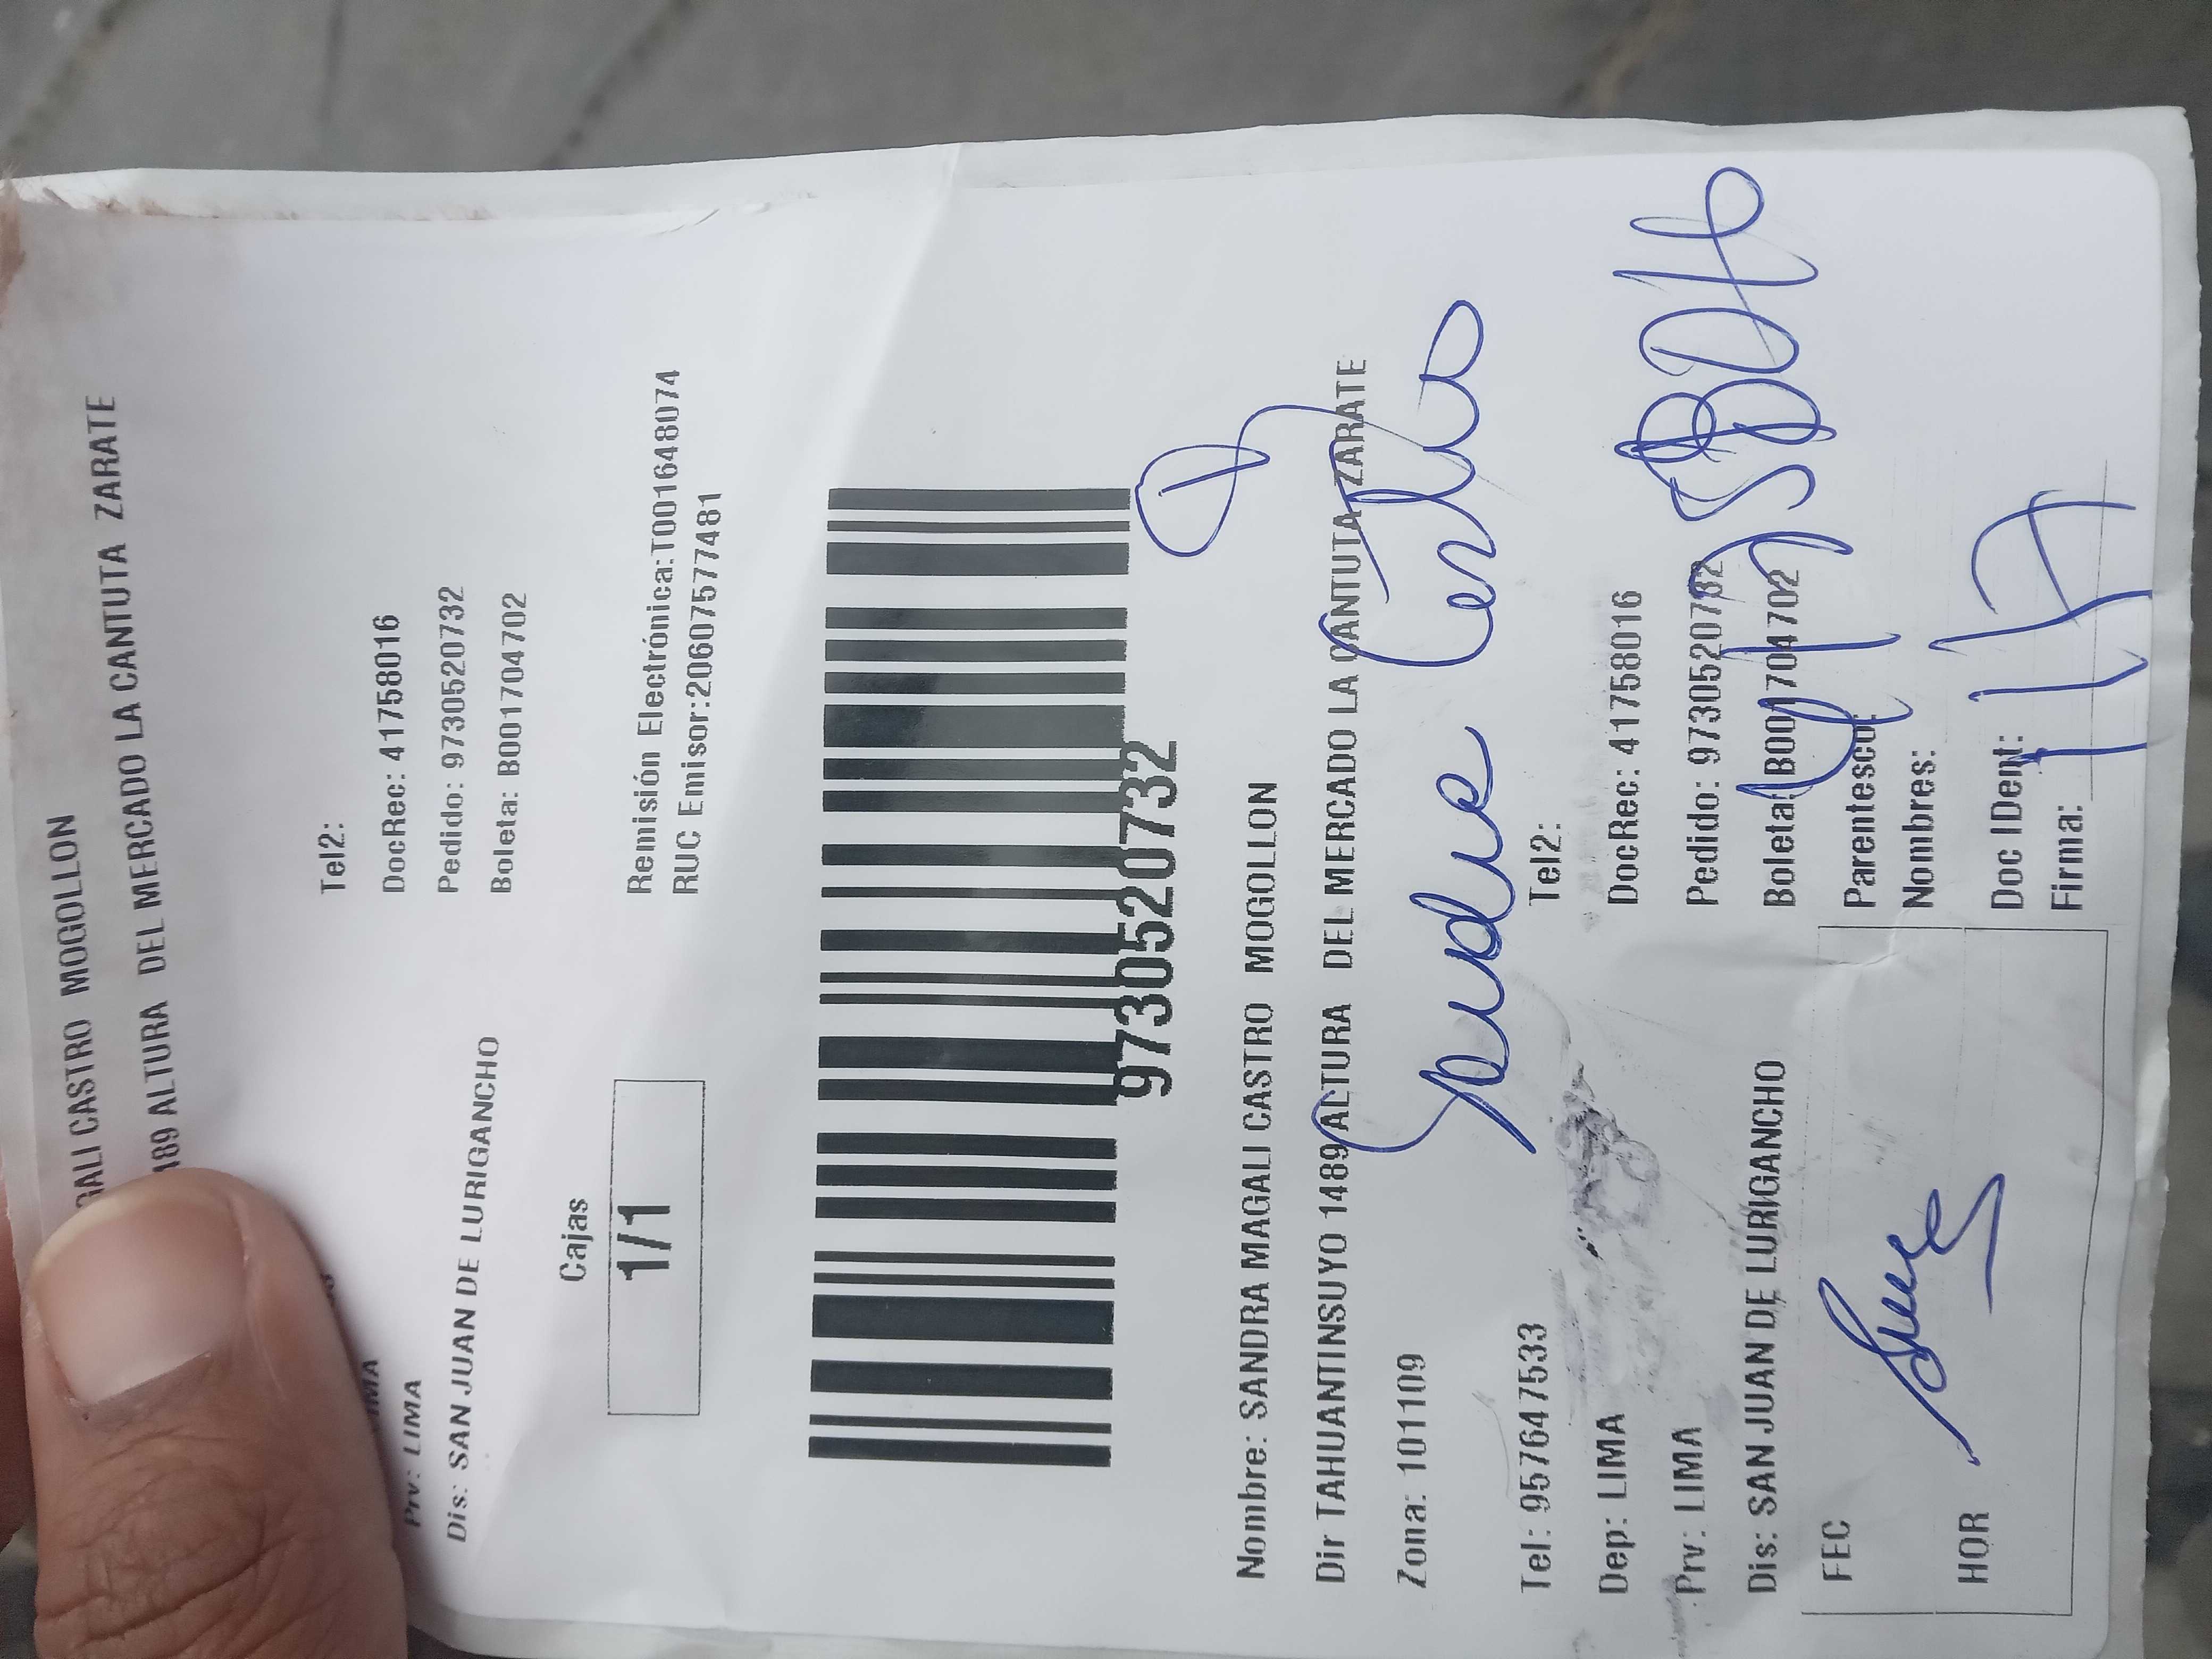 GALI CASTRO MOGOLLON
489 ALTURA DEL MERCADO LA CANTUTA ZARATE
Tel2:
DocRec: 41758016
Prv: LIMA
Pedido: 9730520732
Dis: SAN JUAN DE LURIGANCHO
Boleta: B001704702
Cajas
1/1
Remisión Electrónica:T001648074
RUC Emisor:20607577481
9730520732
Nombre: SANDRA MAGALI CASTRO MOGOLLON
Dir TAHUANTINSUYO 1489 ALTURA DEL MERCADO LA CANTUTA ZARATE
Zona: 101109
Tel: 957647533
Tel2:
Dep: LIMA
DocRec: 41758016
Prv: LIMA
Pedido: 9730520732
Dis: SAN JUAN DE LURIGANCHO
Boleta: B001704702
FEC
Parentesco:
Nombres:
HOR
Doc IDent:
Firma: